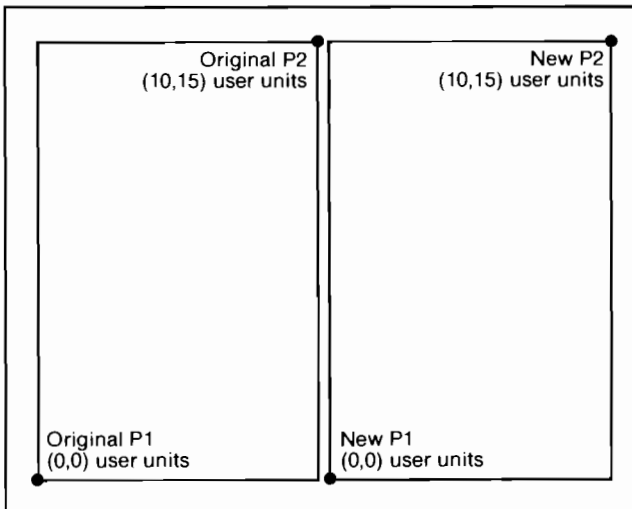 Original P2
(10,15) user units
New P2
(10,15) user units
Original P1
(0,0) user units
New P1
(0,0) user units